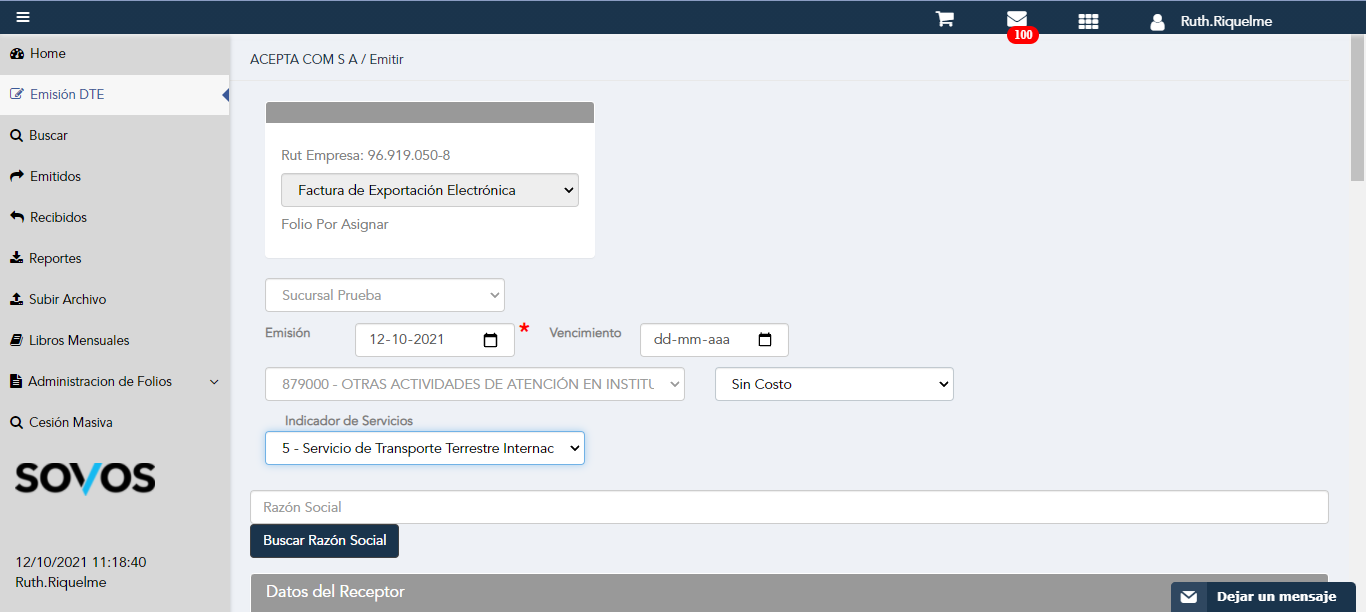 100
Ruth.Riquelme
Home
Emisión DTE
Buscar
Emitidos
Recibidos
Reportes
Subir Archivo
Libros Mensuales
Administracion de Folios
Cesión Masiva
SOVOS
12/10/2021 11:18:40
Ruth.Riquelme
ACEPTA COM S A / Emitir
Rut Empresa: 96.919.050-8
Factura de Exportación Electrónica
Folio Por Asignar
Sucursal Prueba
Emisión 12-10-2021 * Vencimiento dd-mm-aaa
879000 - OTRAS ACTIVIDADES DE ATENCIÓN EN INSTITU Sin Costo
Indicador de Servicios
5 - Servicio de Transporte Terrestre Internac
Razón Social
Buscar Razón Social
Datos del Receptor
Dejar un mensaje